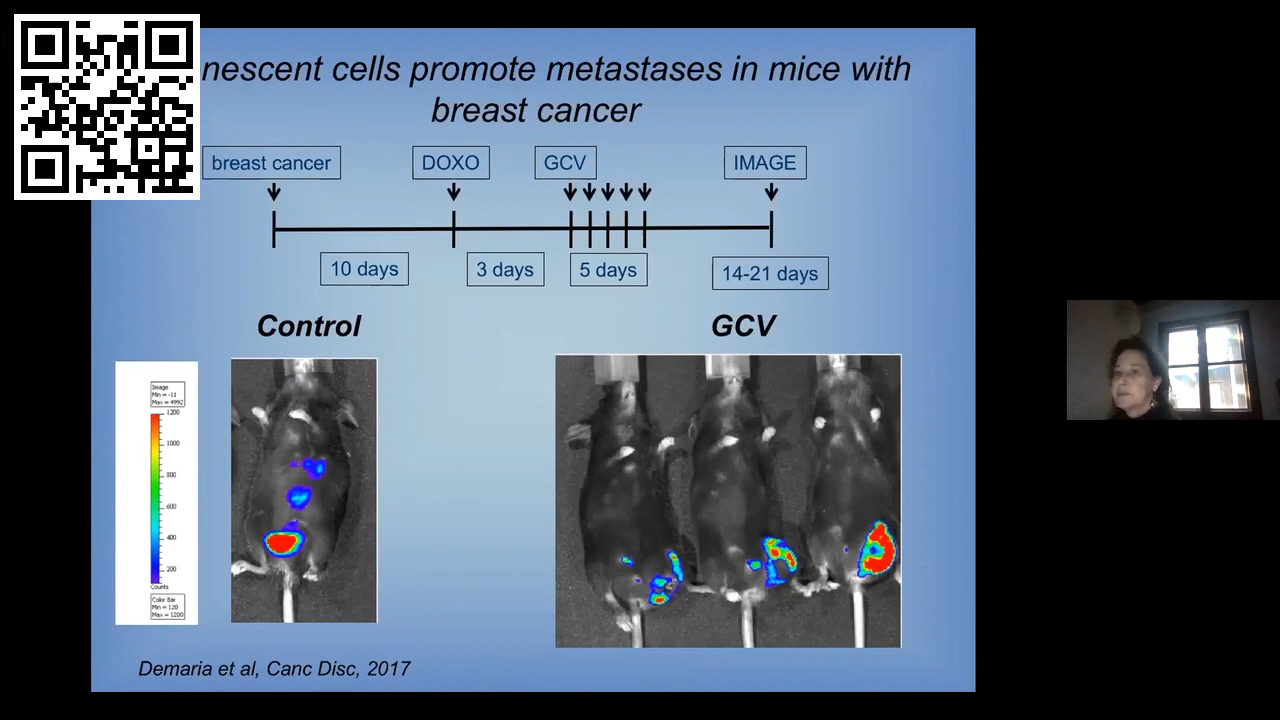 nescent cells promote metastases in mice with
breast cancer
breast cancer
DOXO
GCV
IMAGE
10 days
3 days
5 days
14-21 days
Control
GCV
Image
Min = -11
Max = 4992
1200
1000
800
600
400
200
Counts
Color Bar
Min = 120
Max = 1200
Demaria et al, Canc Disc, 2017